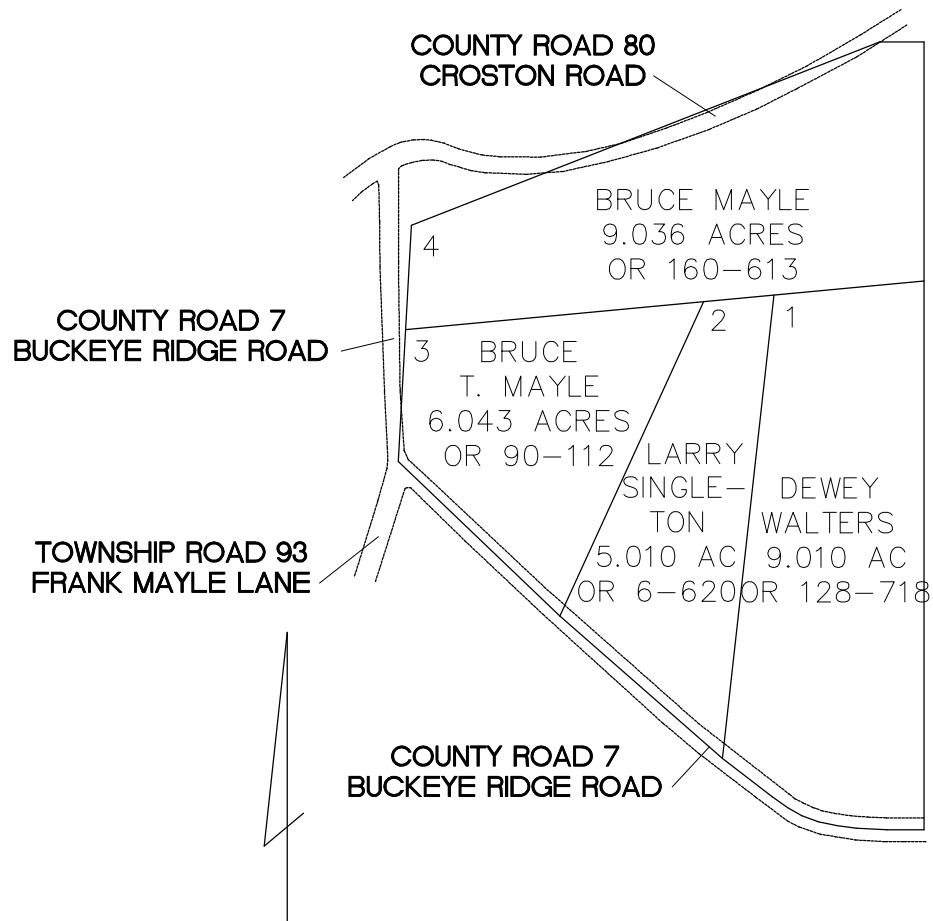 COUNTY ROAD 80
CROSTON ROAD
BRUCE MAYLE
9.036 ACRES
OR 160-613
4
COUNTY ROAD 7
BUCKEYE RIDGE ROAD
3
2
1
BRUCE
T. MAYLE
6.043 ACRES
OR 90-112
LARRY
SINGLE-
TON
5.010 AC
OR 6-620
DEWEY
WALTERS
9.010 AC
OR 128-718
TOWNSHIP ROAD 93
FRANK MAYLE LANE
COUNTY ROAD 7
BUCKEYE RIDGE ROAD